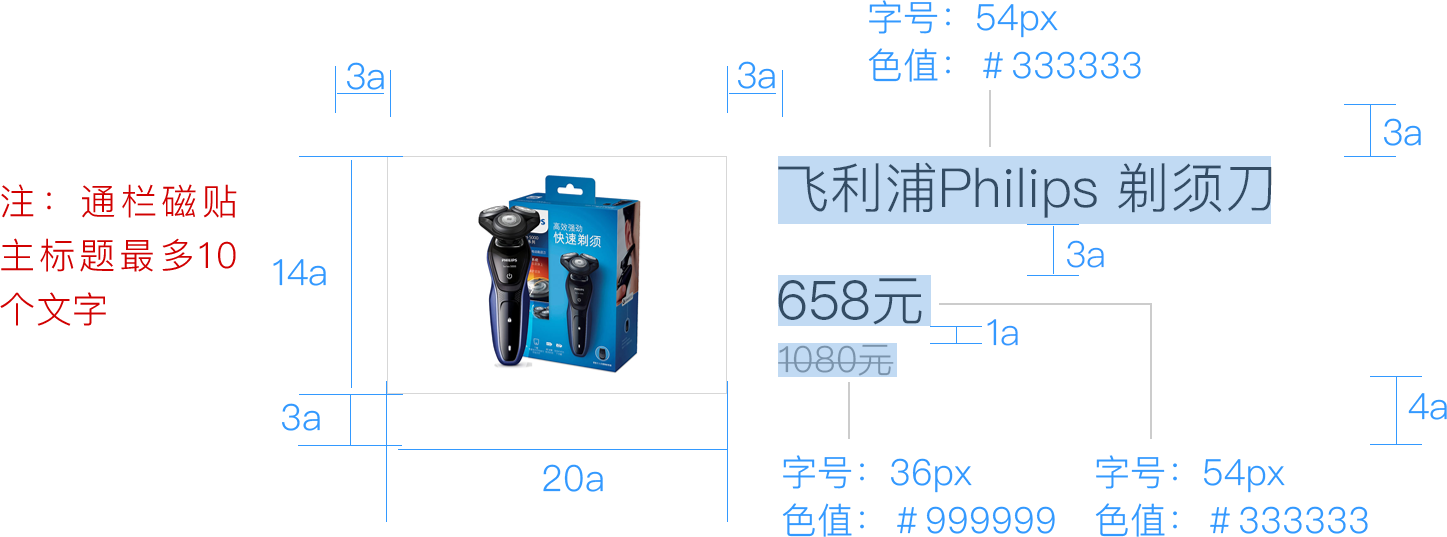 字号：54px
色值：＃333333
3a
3a
3a
注：通栏磁贴
主标题最多10
个文字
14a
高效强劲
快速剃须
PHILIPS
飞利浦Philips 剃须刀
3a
658元
1a
1080元
3a
4a
20a
字号：36px
色值：＃999999
字号：54px
色值：＃333333